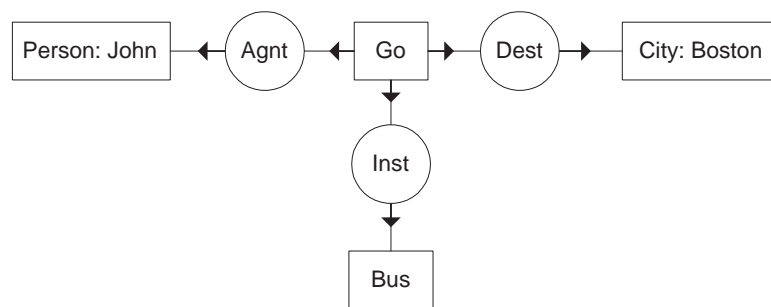 Person: John
Agnt
Go
Dest
City: Boston
Inst
Bus